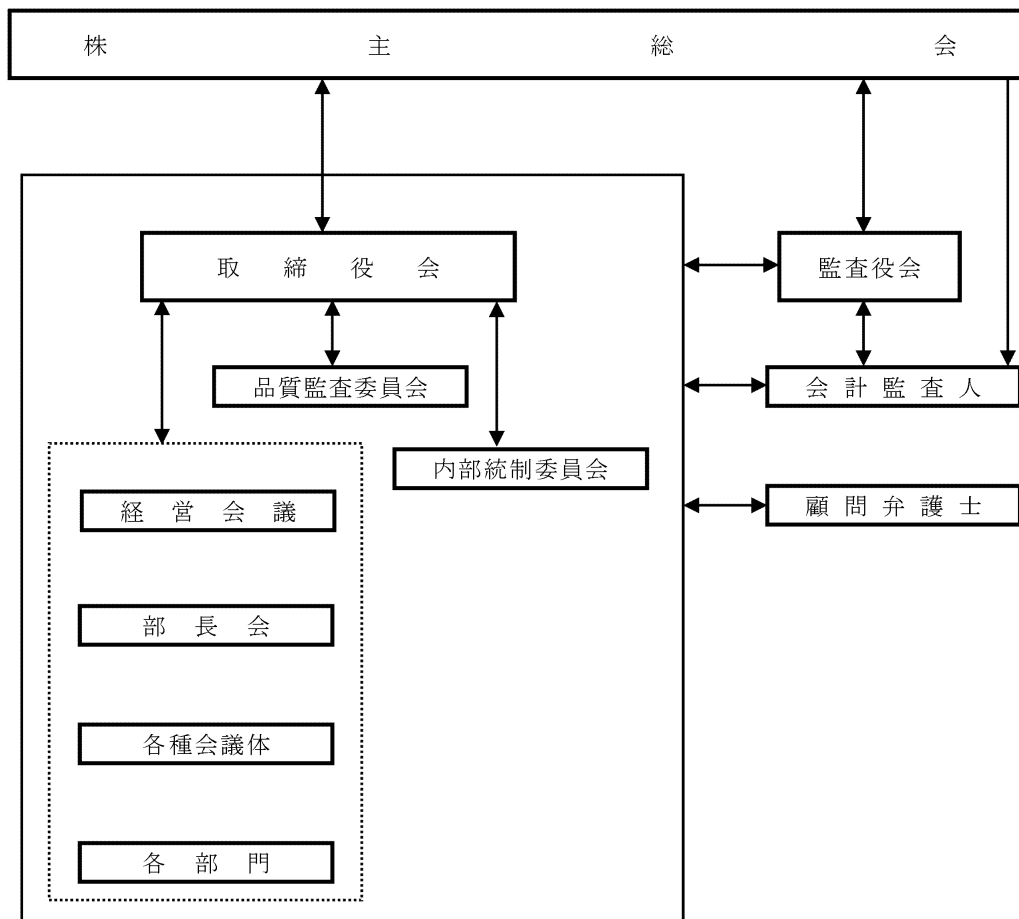 株主総会
取締役会
監査役会
品質監査委員会
会計監査人
内部統制委員会
経営会議
顧問弁護士
部長会
各種会議体
各部門